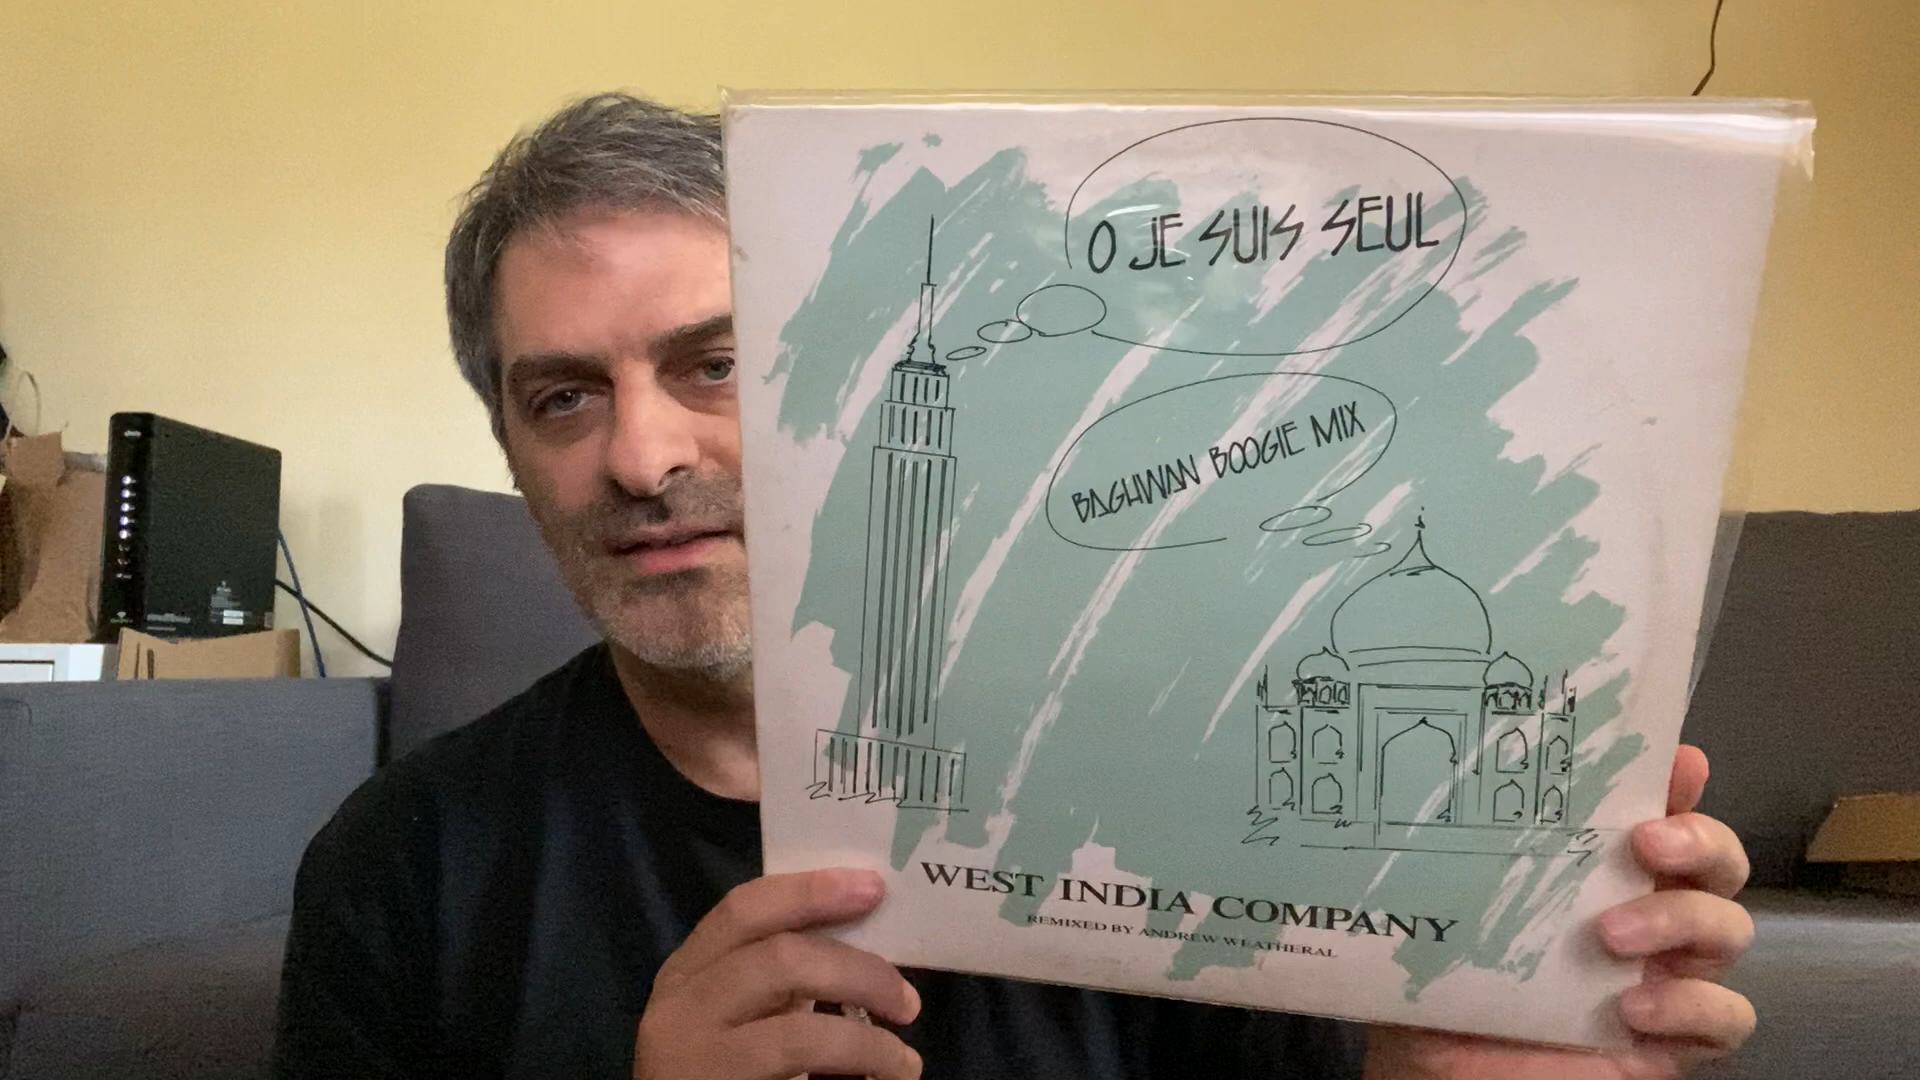 O JE SUIS SEUL
BAGHWAN BOOGIE MIX
WEST INDIA COMPANY
REMIXED BY ANDREW WEATHERAL